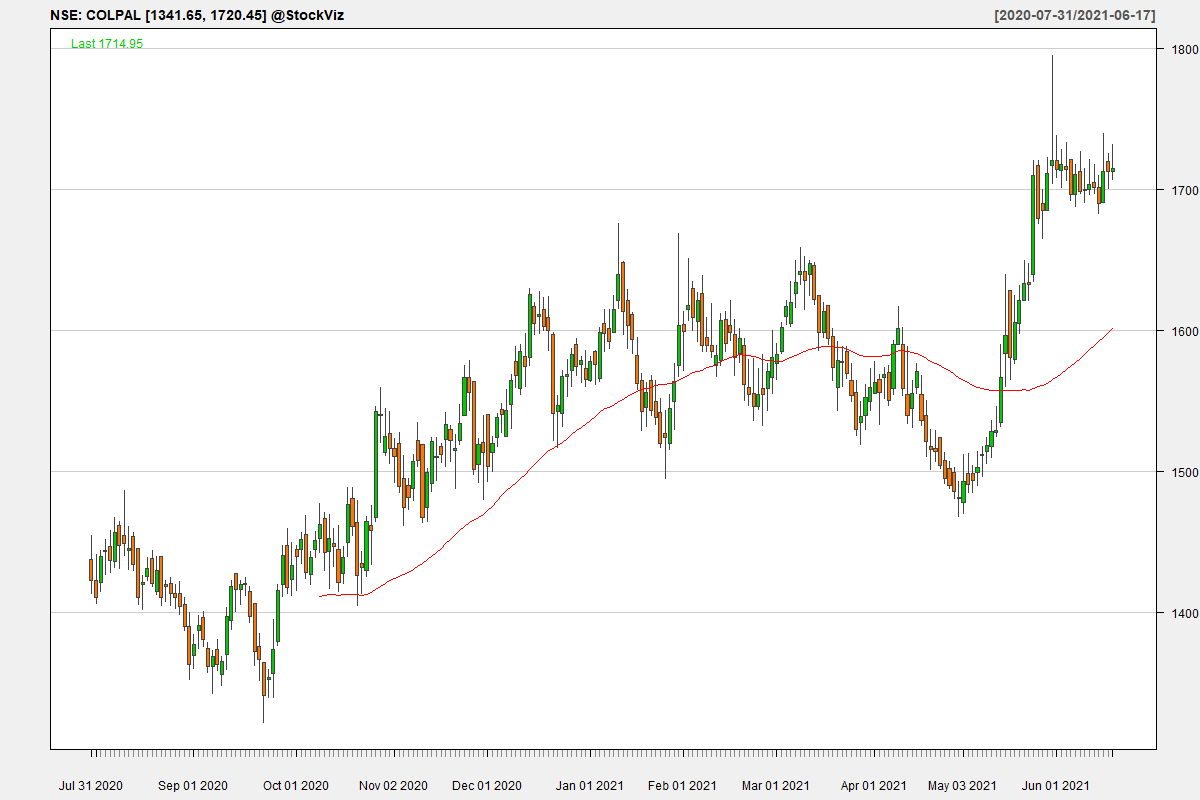 NSE: COLPAL [1341.65, 1720.45] @StockViz [2020-07-31/2021-06-17]
Last 1714.95
1800
1700
1600
1500
1400
Jul 31 2020 Sep 01 2020 Oct 01 2020 Nov 02 2020 Dec 01 2020 Jan 01 2021 Feb 01 2021 Mar 01 2021 Apr 01 2021 May 03 2021 Jun 01 2021